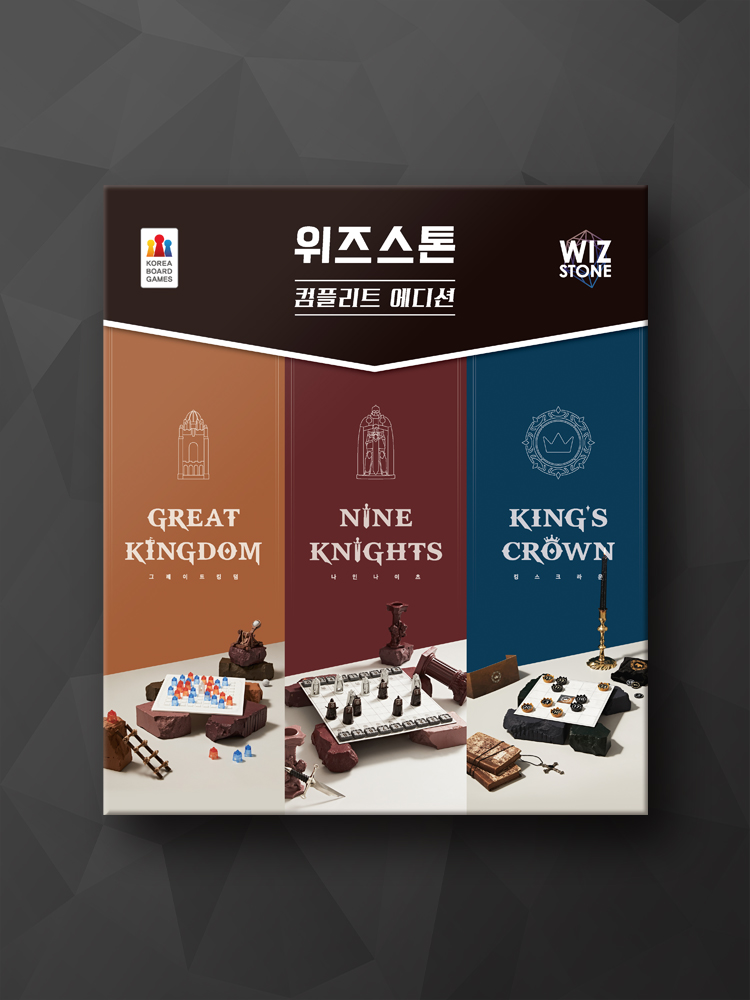 KOREA
BOARD
GAMES
위즈스톤
컴플리트 에디션
WIZ
STONE
GREAT
KINGDOM
그레이트킹덤
NINE
KNIGHTS
나인나이츠
KING'S
CROWN
킹스크라운